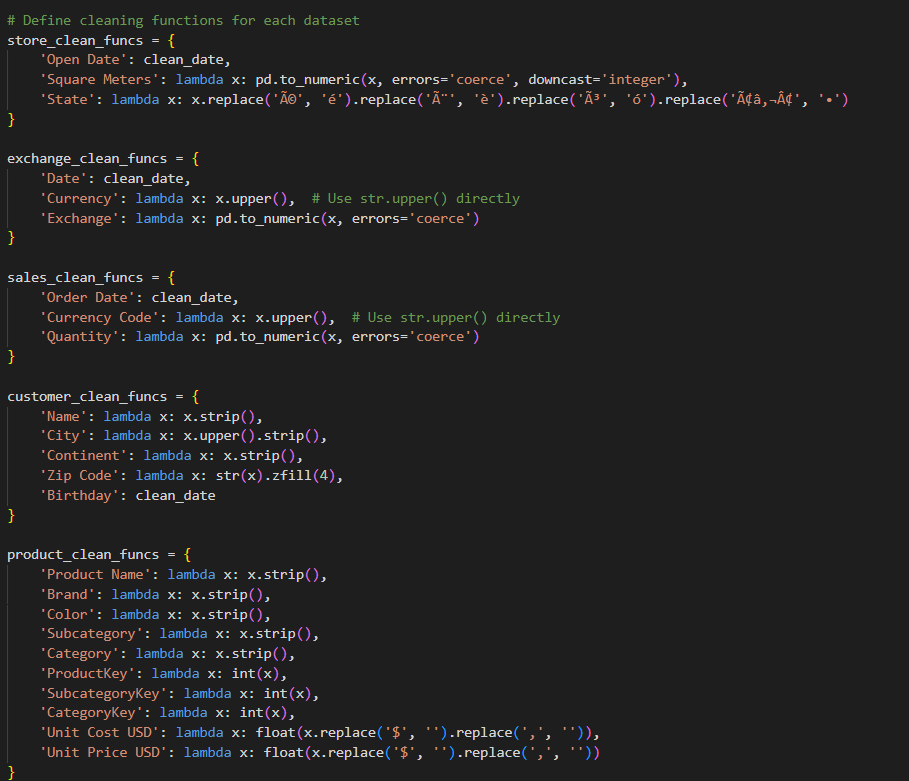 # Define cleaning functions for each dataset
store_clean_funcs = {
    'Open Date': clean_date,
    'Square Meters': lambda x: pd.to_numeric(x, errors='coerce', downcast='integer'),
    'State': lambda x: x.replace('Ã©', 'é').replace('Ã¨', 'è').replace('Ã³', 'ó').replace('Ã¢â‚¬Â¢', '•')
}

exchange_clean_funcs = {
    'Date': clean_date,
    'Currency': lambda x: x.upper(),  # Use str.upper() directly
    'Exchange': lambda x: pd.to_numeric(x, errors='coerce')
}

sales_clean_funcs = {
    'Order Date': clean_date,
    'Currency Code': lambda x: x.upper(),  # Use str.upper() directly
    'Quantity': lambda x: pd.to_numeric(x, errors='coerce')
}

customer_clean_funcs = {
    'Name': lambda x: x.strip(),
    'City': lambda x: x.upper().strip(),
    'Continent': lambda x: x.strip(),
    'Zip Code': lambda x: str(x).zfill(4),
    'Birthday': clean_date
}

product_clean_funcs = {
    'Product Name': lambda x: x.strip(),
    'Brand': lambda x: x.strip(),
    'Color': lambda x: x.strip(),
    'Subcategory': lambda x: x.strip(),
    'Category': lambda x: x.strip(),
    'ProductKey': lambda x: int(x),
    'SubcategoryKey': lambda x: int(x),
    'CategoryKey': lambda x: int(x),
    'Unit Cost USD': lambda x: float(x.replace('$', '').replace(',', '')),
    'Unit Price USD': lambda x: float(x.replace('$', '').replace(',', ''))
}